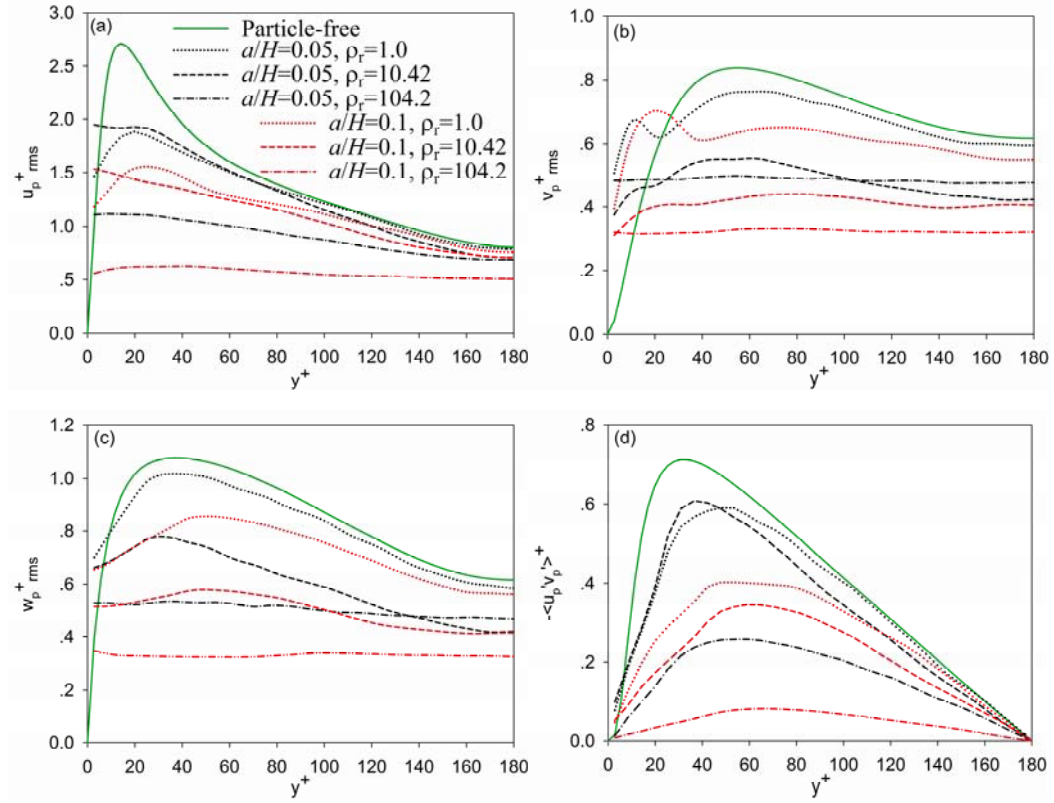 (a)
Particle-free
a/H=0.05, ρr=1.0
a/H=0.05, ρr=10.42
a/H=0.05, ρr=104.2
a/H=0.1, ρr=1.0
a/H=0.1, ρr=10.42
a/H=0.1, ρr=104.2
up+rms
3.0
2.5
2.0
1.5
1.0
.5
0.0
0 20 40 60 80 100 120 140 160 180
y+
(b)
vp+rms
1.0
.8
.6
.4
.2
0.0
0 20 40 60 80 100 120 140 160 180
y+
(c)
wp+rms
1.2
1.0
.8
.6
.4
.2
0.0
0 20 40 60 80 100 120 140 160 180
y+
(d)
-<up'vp'>+
.8
.6
.4
.2
0.0
0 20 40 60 80 100 120 140 160 180
y+